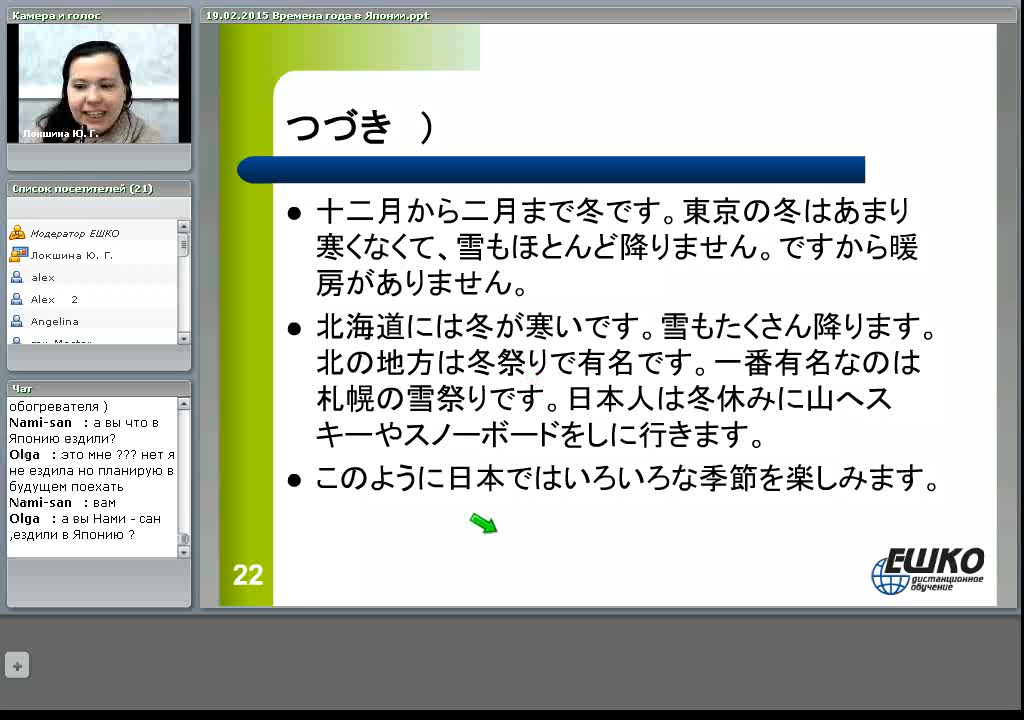 Камера и голос
Локшина Ю. Г.
Список посетителей (21)
Модератор ЕШКО
Локшина Ю. Г.
alex
Alex 2
Angelina
Чат
обогревателя )
Nami-san : а вы что в
Японию ездили?
Olga : это мне ??? нет я
не ездила но планирую в
будущем поехать
Nami-san : вам
Olga : а вы Нами - сан
,ездили в Японию ?
19.02.2015 Времена года в Японии.ppt
つづき )
● 十二月から二月まで冬です。東京の冬はあまり
寒くなくて、雪もほとんど降りません。ですから暖
房がありません。
● 北海道には冬が寒いです。雪もたくさん降ります。
北の地方は冬祭りで有名です。一番有名なのは
札幌の雪祭りです。日本人は冬休みに山へス
キーやスノーボードをしに行きます。
● このように日本ではいろいろな季節を楽しみます。
22
ЕШКО
дистанционное
обучение